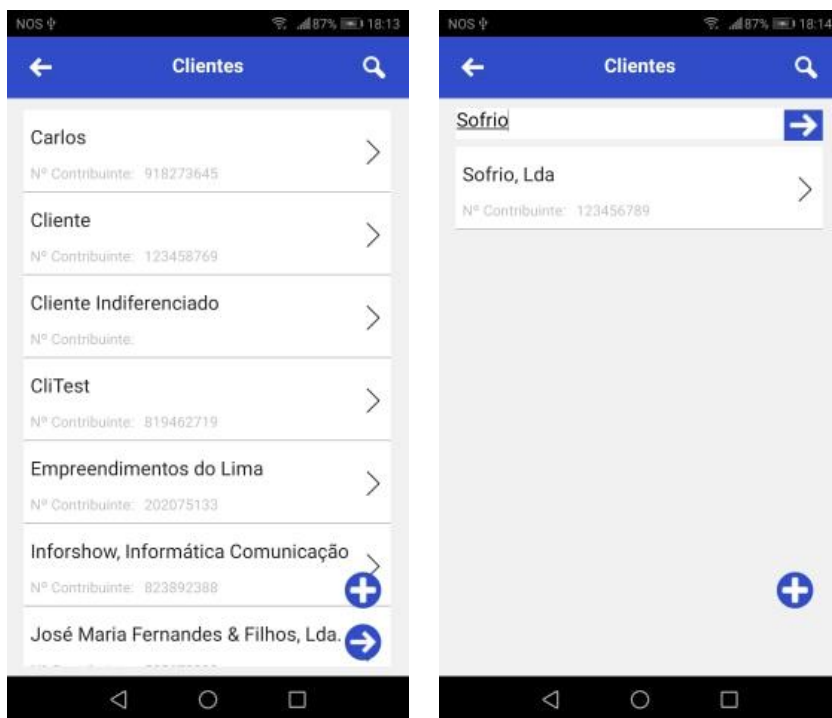 NOS 87% 18:13
Clientes
Carlos
Nº Contribuinte: 918273645
Cliente
Nº Contribuinte: 123458769
Cliente Indiferenciado
Nº Contribuinte:
CliTest
Nº Contribuinte: 819462719
Empreendimentos do Lima
Nº Contribuinte: 202075133
Inforshow, Informática Comunicação
Nº Contribuinte: 823892388
José Maria Fernandes & Filhos, Lda.
NOS 87% 18:14
Clientes
Sofrio
Sofrio, Lda
Nº Contribuinte: 123456789